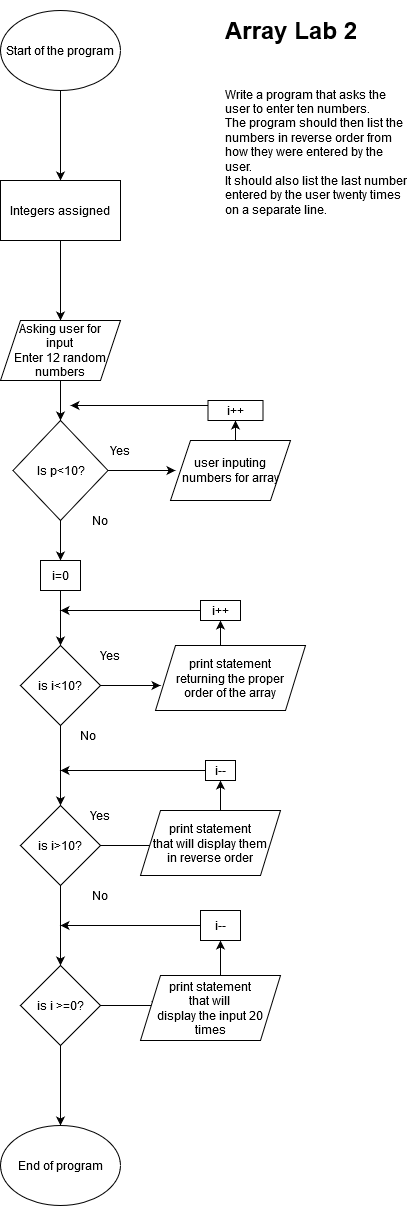 Array Lab 2
Write a program that asks the
user to enter ten numbers.
The program should then list the
numbers in reverse order from
how they were entered by the
user.
It should also list the last number
entered by the user twenty times
on a separate line.
Start of the program
Integers assigned
Asking user for
input
Enter 12 random
numbers
i++
Is p<10?
Yes
user inputing
numbers for array
No
i=0
i++
is i<10?
Yes
print statement
returning the proper
order of the array
No
i--
is i>10?
Yes
print statement
that will display them
in reverse order
No
i--
is i >=0?
print statement
that will
display the input 20
times
End of program